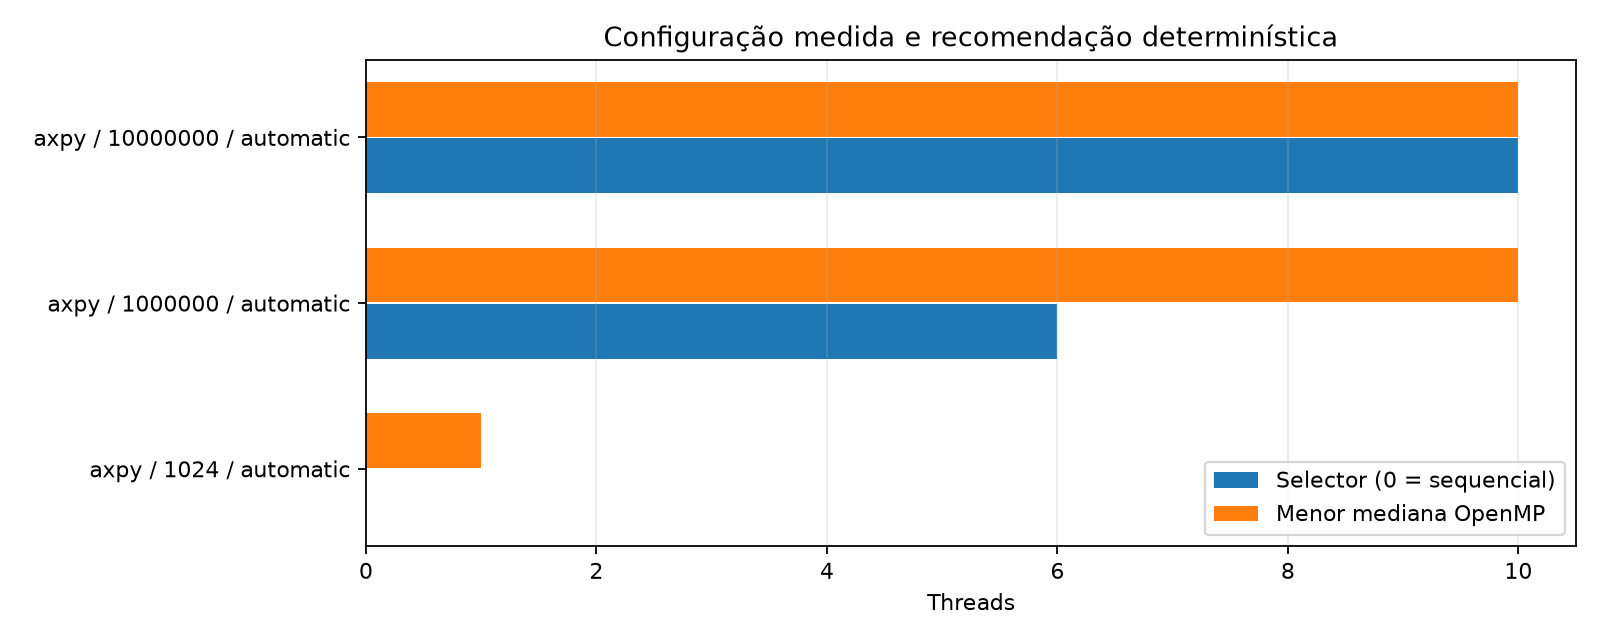 Configuração medida e recomendação determinística
axpy / 10000000 / automatic
axpy / 1000000 / automatic
axpy / 1024 / automatic
Selector (0 = sequencial)
Menor mediana OpenMP
0 2 4 6 8 10
Threads